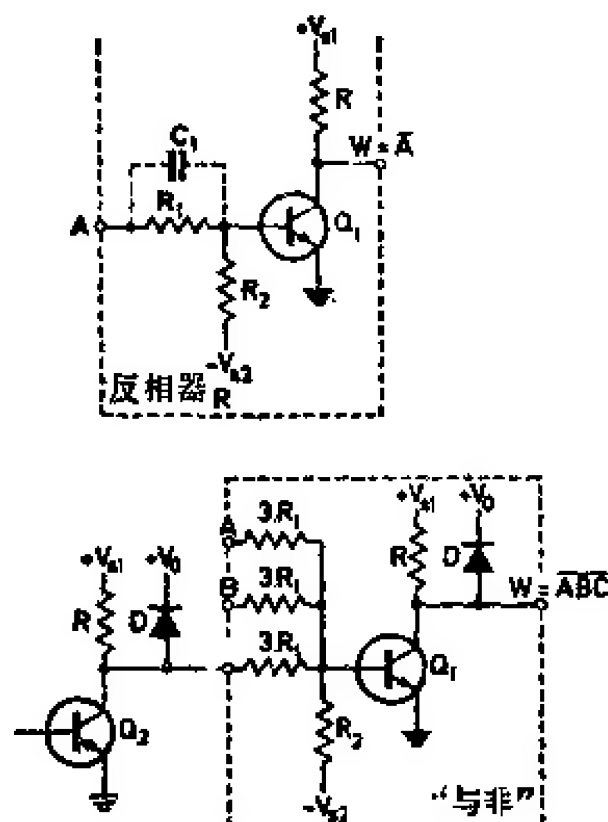 +Vs1
R
W = A̅
C1
R1
A
Q1
R2
-Vs2
反相器
R
+Vs1
+V0
A
3R1
R
D
+Vs1
+V0
B
3R1
W = A̅B̅C̅
R
D
3R1
Q1
Q2
R2
-Vs2
“与非”